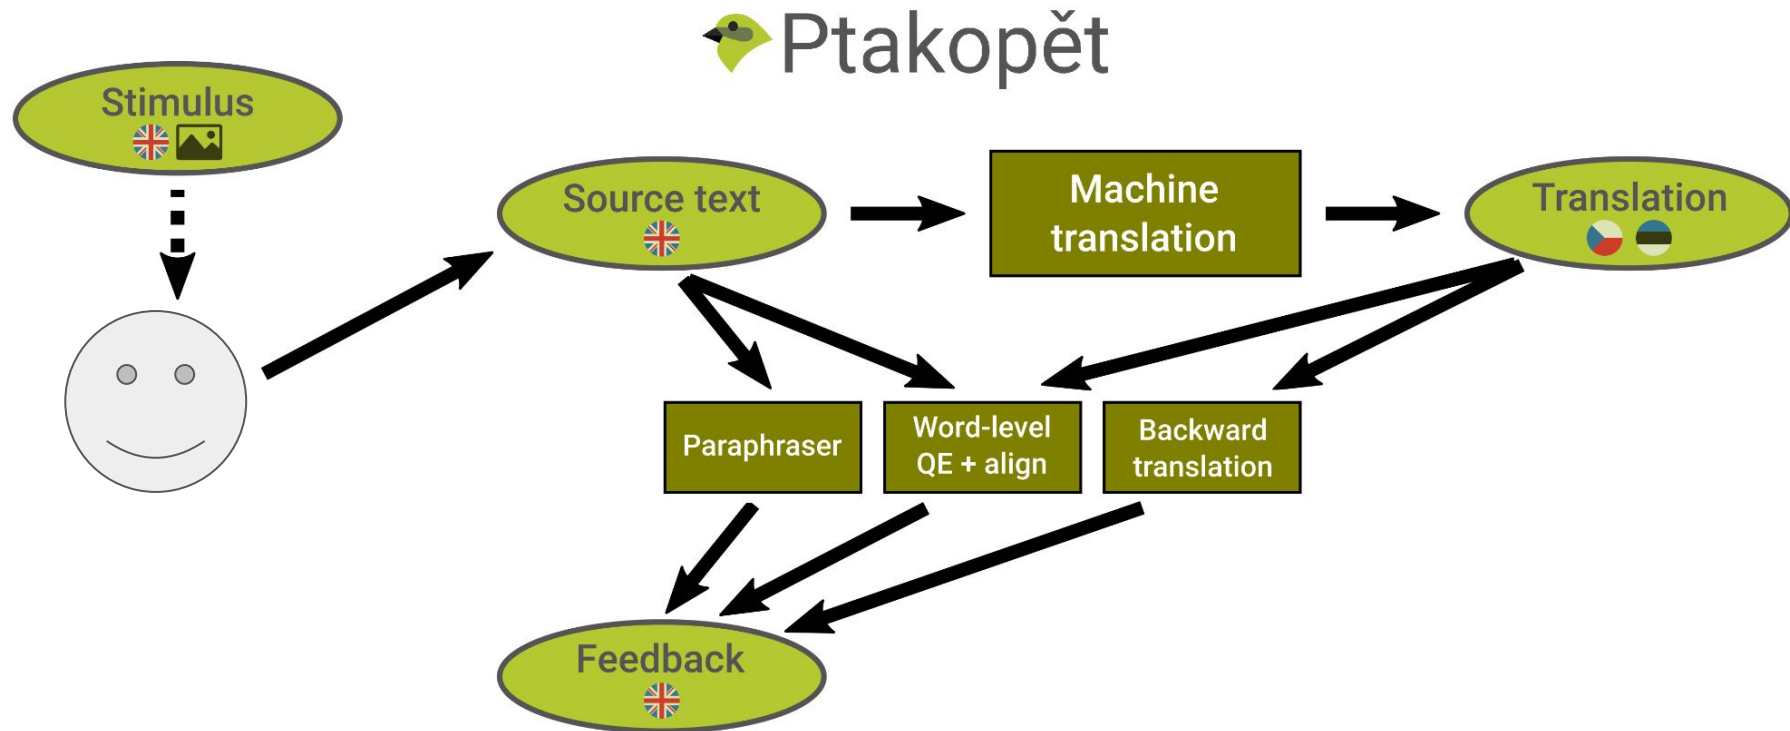 Ptakopět
Stimulus
Source text
Machine
translation
Translation
Paraphraser
Word-level
QE + align
Backward
translation
Feedback